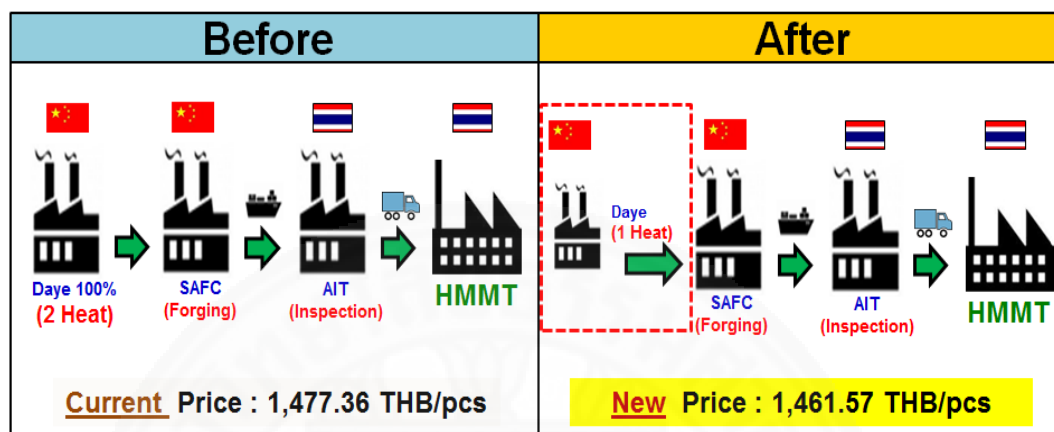 Before
Daye 100%
(2 Heat)
SAFC
(Forging)
AIT
(Inspection)
HMMT
Current Price : 1,477.36 THB/pcs
After
Daye
(1 Heat)
SAFC
(Forging)
AIT
(Inspection)
HMMT
New Price : 1,461.57 THB/pcs